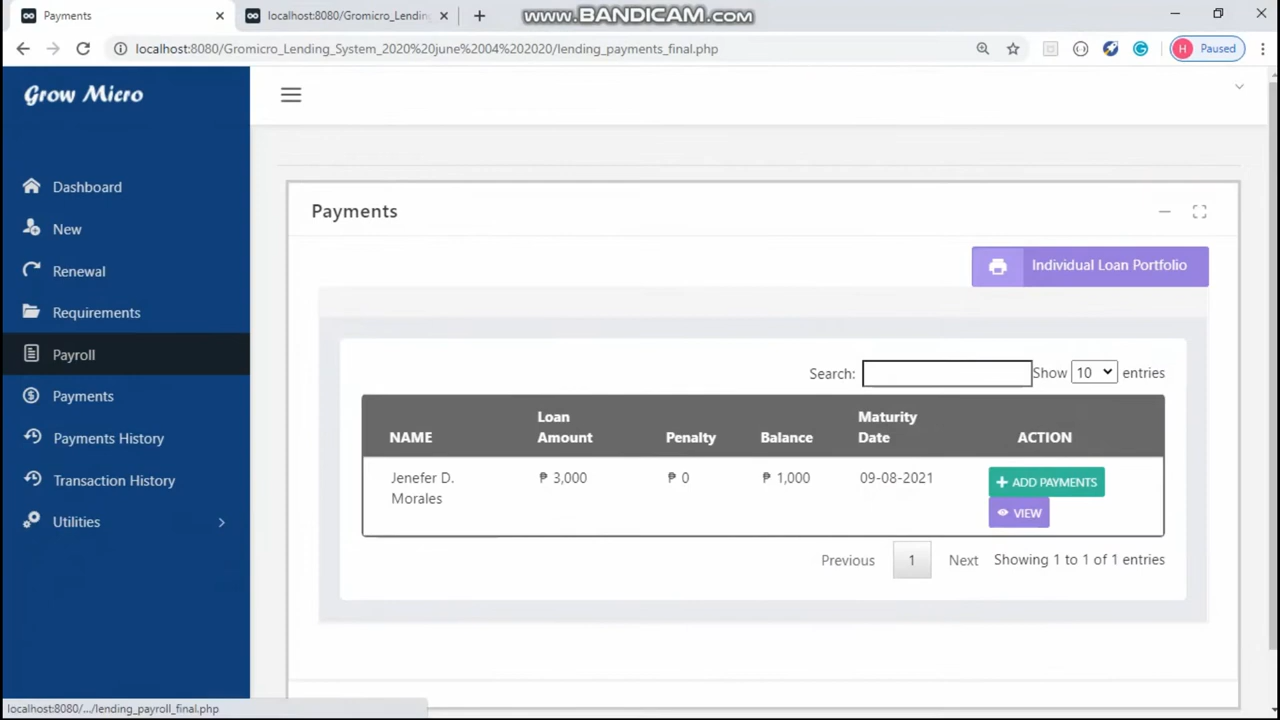 Payments
localhost:8080/Gromicro_Lending_
www.BANDICAM.com
localhost:8080/Gromicro_Lending_System_2020%20june%2004%202020/lending_payments_final.php
H Paused
Grow Micro
Dashboard
New
Renewal
Requirements
Payroll
Payments
Payments History
Transaction History
Utilities
Payments
Individual Loan Portfolio
Search: Show 10 entries
NAME Loan Amount Penalty Balance Maturity Date ACTION
Jenefer D. ₱ 3,000 ₱ 0 ₱ 1,000 09-08-2021 ADD PAYMENTS
Morales VIEW
Previous 1 Next Showing 1 to 1 of 1 entries
localhost:8080/.../lending_payroll_final.php